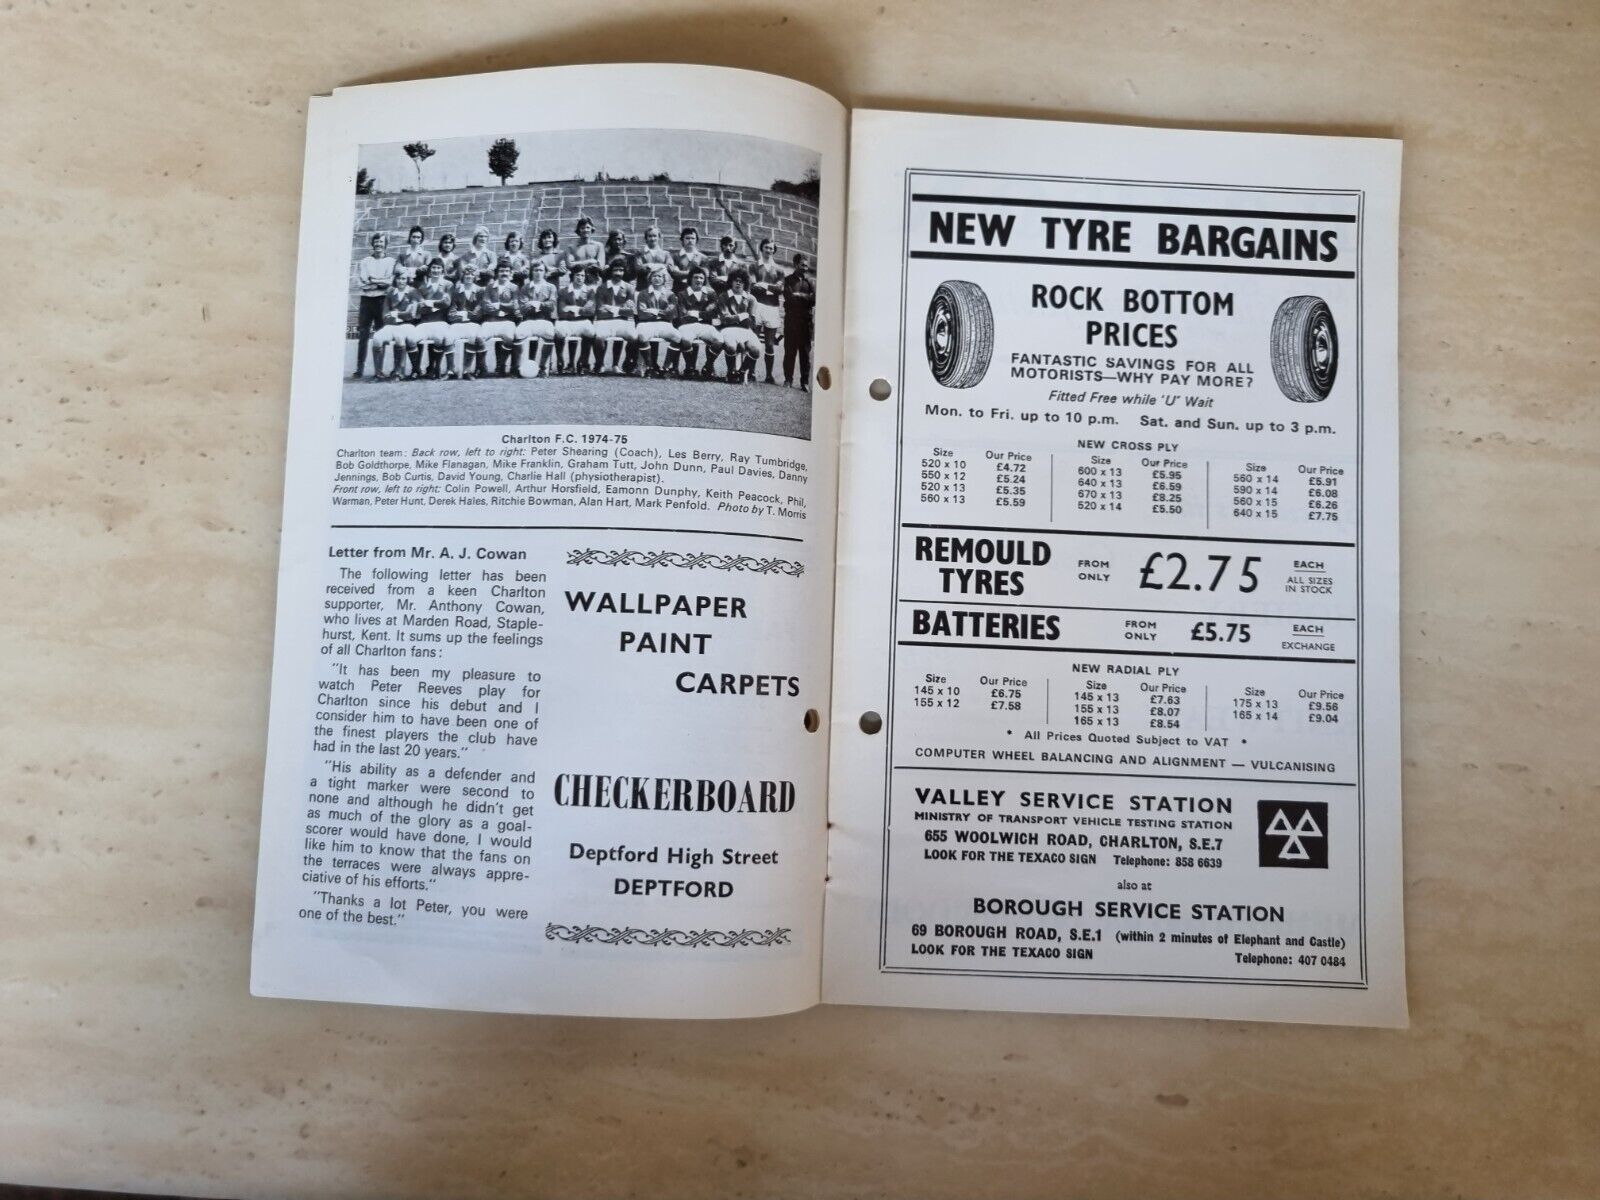 Charlton F.C. 1974-75
Charlton team: Back row, left to right: Peter Shearing (Coach), Les Berry, Ray Tumbridge,
Bob Goldthorpe, Mike Flanagan, Mike Franklin, Graham Tutt, John Dunn, Paul Davies, Danny
Jennings, Bob Curtis, David Young, Charlie Hall (physiotherapist).
Front row, left to right: Colin Powell, Arthur Horsfield, Eamonn Dunphy, Keith Peacock, Phil,
Warman, Peter Hunt, Derek Hales, Ritchie Bowman, Alan Hart, Mark Penfold. Photo by T. Morris
Letter from Mr. A. J. Cowan
The following letter has been
received from a keen Charlton
supporter, Mr. Anthony Cowan,
who lives at Marden Road, Staple-
hurst, Kent. It sums up the feelings
of all Charlton fans:
"It has been my pleasure to
watch Peter Reeves play for
Charlton since his debut and I
consider him to have been one of
the finest players the club have
had in the last 20 years."
"His ability as a defender and
a tight marker were second to
none and although he didn't get
as much of the glory as a goal-
scorer would have done, I would
like him to know that the fans on
the terraces were always appre-
ciative of his efforts."
"Thanks a lot Peter, you were
one of the best."
WALLPAPER
PAINT
CARPETS
CHECKERBOARD
Deptford High Street
DEPTFORD
NEW TYRE BARGAINS
ROCK BOTTOM
PRICES
FANTASTIC SAVINGS FOR ALL
MOTORISTS—WHY PAY MORE?
Fitted Free while 'U' Wait
Mon. to Fri. up to 10 p.m. Sat. and Sun. up to 3 p.m.
NEW CROSS PLY
Size Our Price
520 x 10 £4.72
550 x 12 £5.24
520 x 13 £5.35
560 x 13 £5.59
Size Our Price
600 x 13 £5.95
640 x 13 £6.59
670 x 13 £8.25
520 x 14 £5.50
Size Our Price
560 x 14 £5.91
590 x 14 £6.08
560 x 15 £6.26
640 x 15 £7.75
REMOULD
TYRES
FROM
ONLY
£2.75
EACH
ALL SIZES
IN STOCK
BATTERIES
FROM
ONLY
£5.75
EACH
EXCHANGE
NEW RADIAL PLY
Size Our Price
145 x 10 £6.75
155 x 12 £7.58
Size Our Price
145 x 13 £7.63
155 x 13 £8.07
165 x 13 £8.54
Size Our Price
175 x 13 £9.56
165 x 14 £9.04
* All Prices Quoted Subject to VAT *
COMPUTER WHEEL BALANCING AND ALIGNMENT — VULCANISING
VALLEY SERVICE STATION
MINISTRY OF TRANSPORT VEHICLE TESTING STATION
655 WOOLWICH ROAD, CHARLTON, S.E.7
LOOK FOR THE TEXACO SIGN Telephone: 858 6639
also at
BOROUGH SERVICE STATION
69 BOROUGH ROAD, S.E.1 (within 2 minutes of Elephant and Castle)
LOOK FOR THE TEXACO SIGN Telephone: 407 0484